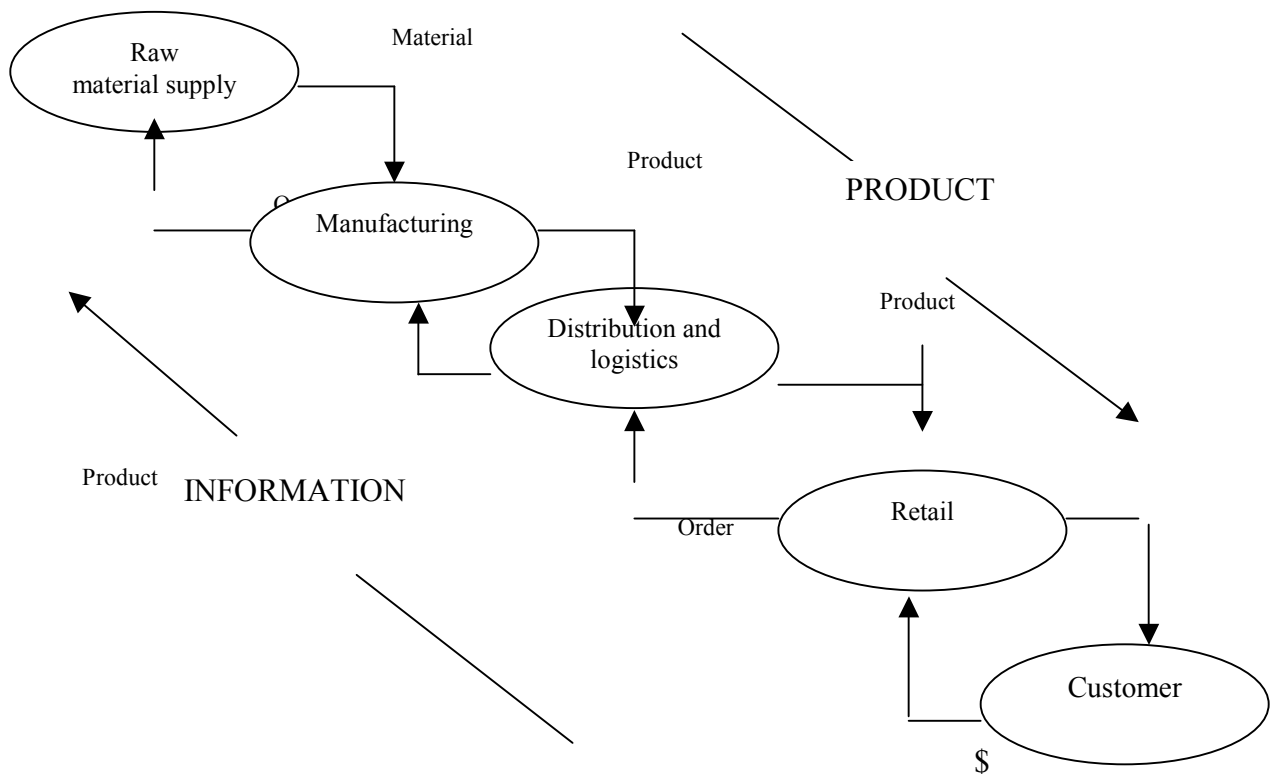 Raw
material supply
Material
Product
PRODUCT
Manufacturing
Product
Distribution and
logistics
Product
INFORMATION
Order
Retail
Customer
$